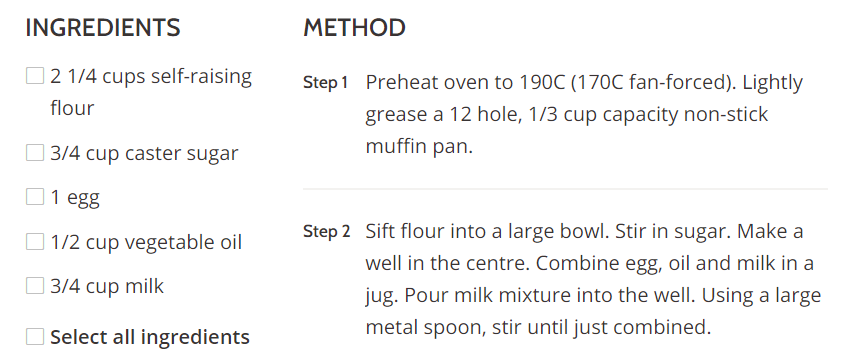 INGREDIENTS
2 1/4 cups self-raising
flour
3/4 cup caster sugar
1 egg
1/2 cup vegetable oil
3/4 cup milk
Select all ingredients
METHOD
Step 1 Preheat oven to 190C (170C fan-forced). Lightly
grease a 12 hole, 1/3 cup capacity non-stick
muffin pan.
Step 2 Sift flour into a large bowl. Stir in sugar. Make a
well in the centre. Combine egg, oil and milk in a
jug. Pour milk mixture into the well. Using a large
metal spoon, stir until just combined.